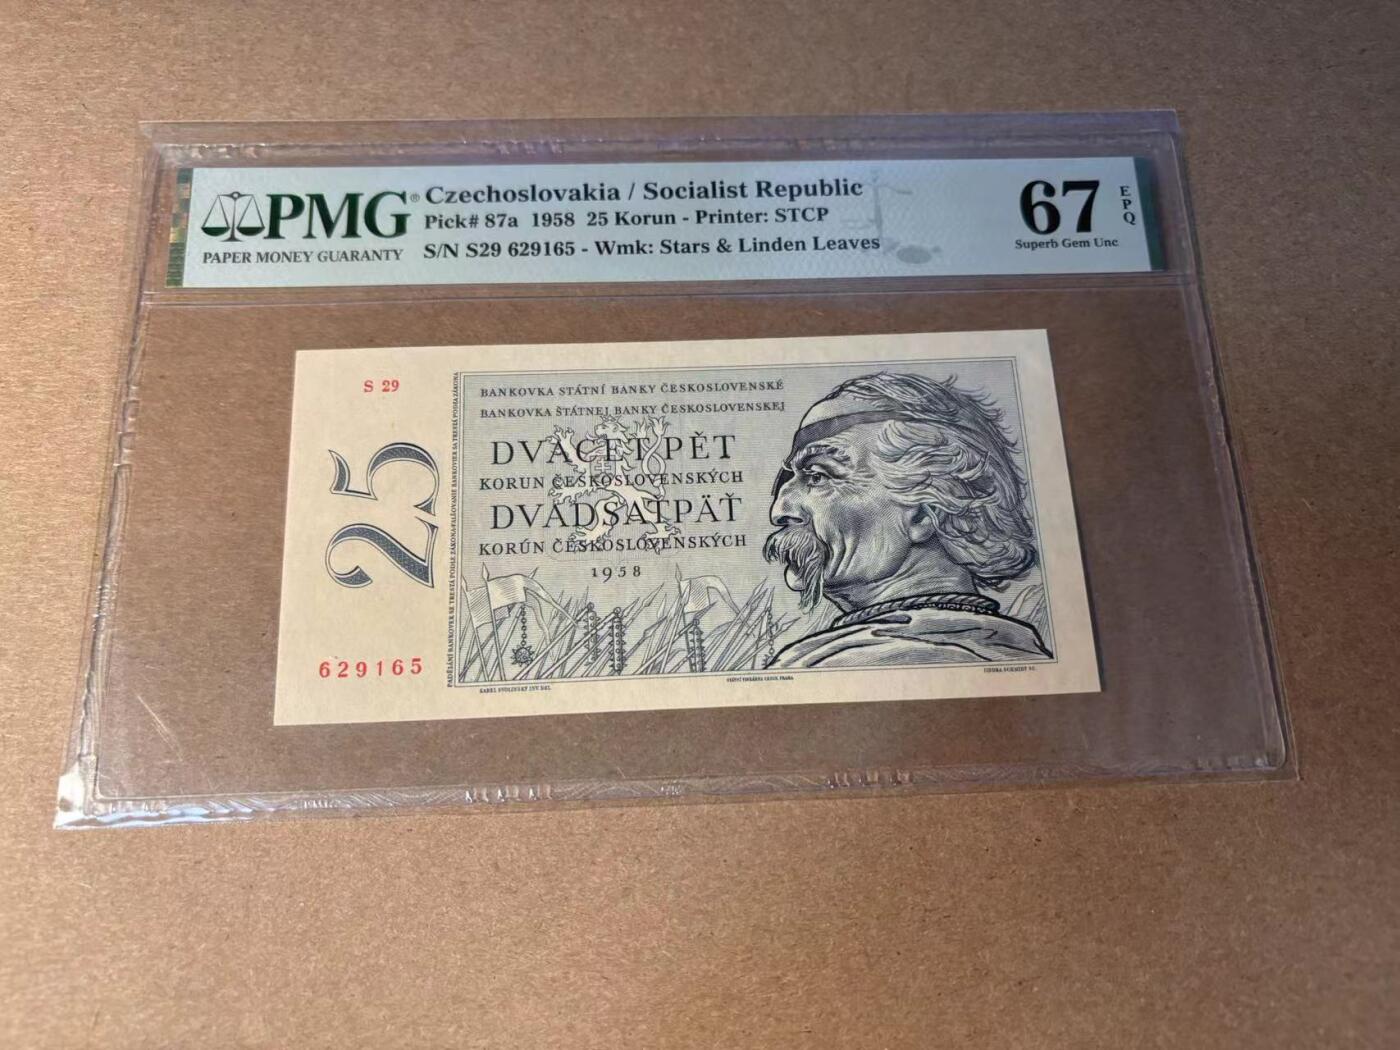 PMG®
PAPER MONEY GUARANTY
Czechoslovakia / Socialist Republic
Pick# 87a 1958 25 Korun - Printer: STCP
S/N S29 629165 - Wmk: Stars & Linden Leaves
67
EPQ
Superb Gem Unc
S 29
25
629165
BANKOVKA STÁTNÍ BANKY ČESKOSLOVENSKÉ
BANKOVKA ŠTÁTNEJ BANKY ČESKOSLOVENSKEJ
DVACET PĚT
KORUN ČESKOSLOVENSKÝCH
DVADSAŤPÄŤ
KORÚN ČESKOSLOVENSKÝCH
1958